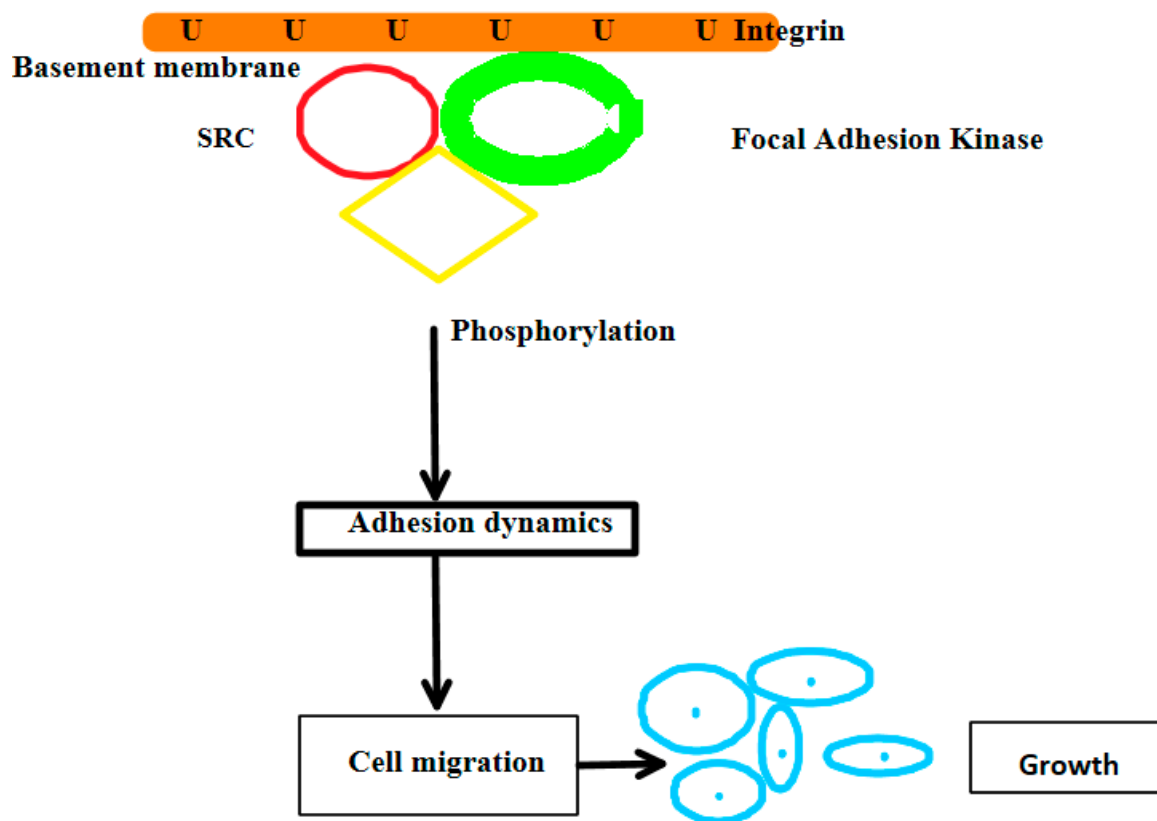 U U U U U U Integrin
Basement membrane
SRC
Focal Adhesion Kinase
Phosphorylation
Adhesion dynamics
Cell migration
Growth